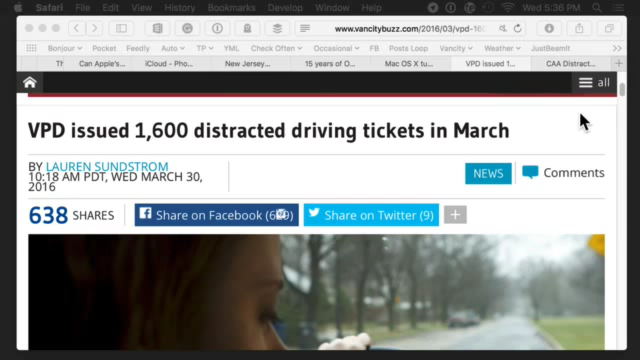 Safari File Edit View History Bookmarks Develop Window Help Wed 5:36 PM
www.vancitybuzz.com/2016/03/vpd-160
Bonjour Pocket Feedly Auto TP YML Check Often Occasional FB Posts Loop Vancity Weather JustBeamIt
Th Can Apple's... iCloud - Pho... New Jersey... 15 years of O... Mac OS X tu... VPD issued 1... CAA Distract...
all
VPD issued 1,600 distracted driving tickets in March
BY LAUREN SUNDSTROM
10:18 AM PDT, WED MARCH 30,
2016
NEWS
Comments
638 SHARES
Share on Facebook
Share on Twitter (9)
+